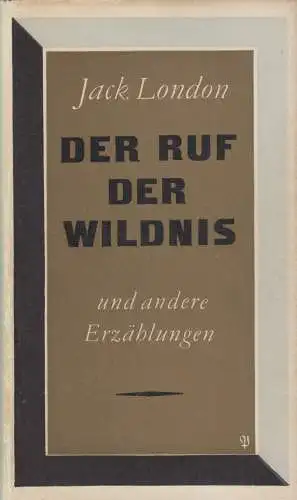 Jack London
DER RUF
DER
WILDNIS
und andere
Erzählungen